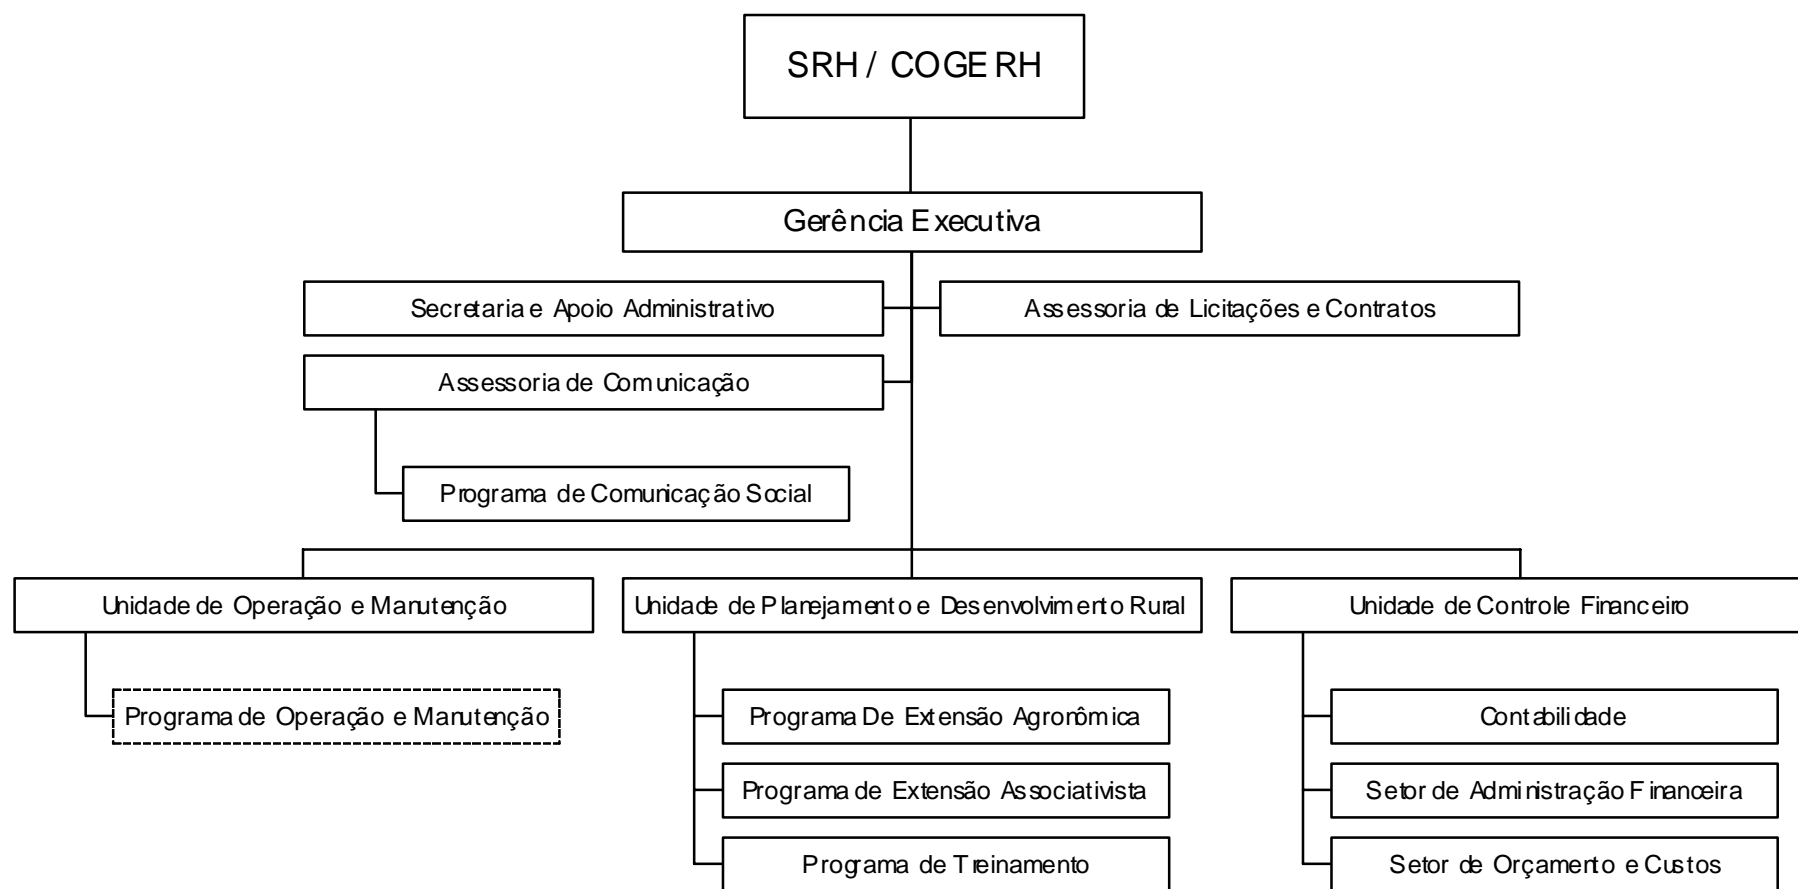 SRH / COGERH
Gerência Executiva
Secretaria e Apoio Administrativo
Assessoria de Licitações e Contratos
Assessoria de Comunicação
Programa de Comunicação Social
Unidade de Operação e Manutenção
Unidade de Planejamento e Desenvolvimento Rural
Unidade de Controle Financeiro
Programa de Operação e Manutenção
Programa De Extensão Agronômica
Contabilidade
Programa de Extensão Associativista
Setor de Administração Financeira
Programa de Treinamento
Setor de Orçamento e Custos